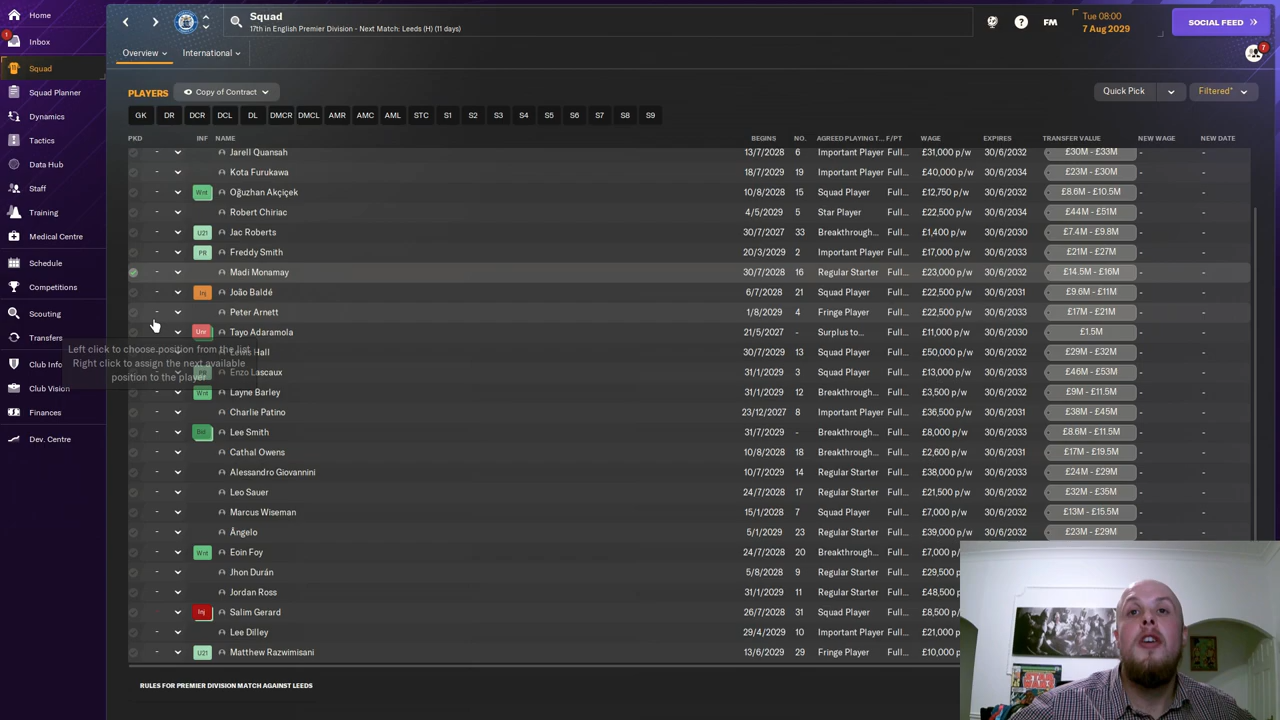 Home
Squad
17th in English Premier Division - Next Match: Leeds (H) (11 days)
FM
Tue 08:00
7 Aug 2029
SOCIAL FEED
1
Inbox
Squad
Squad Planner
Dynamics
Tactics
Data Hub
Staff
Training
Medical Centre
Schedule
Competitions
Scouting
Transfers
Club Info
Club Vision
Finances
Dev. Centre
Overview
International
7
PLAYERS
Copy of Contract
Quick Pick
Filtered*
GK DR DCR DCL DL DMCR DMCL AMR AMC AML STC S1 S2 S3 S4 S5 S6 S7 S8 S9
PKD INF NAME BEGINS NO. AGREED PLAYING T... F/PT WAGE EXPIRES TRANSFER VALUE NEW WAGE NEW DATE
- Jarell Quansah 13/7/2028 6 Important Player Full... £31,000 p/w 30/6/2032 £30M - £33M - -
- Kota Furukawa 18/7/2029 19 Important Player Full... £40,000 p/w 30/6/2034 £23M - £30M - -
- Wnt Oğuzhan Akçiçek 10/8/2028 15 Squad Player Full... £12,750 p/w 30/6/2032 £8.6M - £10.5M - -
- Robert Chiriac 4/5/2029 5 Star Player Full... £22,500 p/w 30/6/2034 £44M - £51M - -
- U21 Jac Roberts 30/7/2027 33 Breakthrough... Full... £1,400 p/w 30/6/2030 £7.4M - £9.8M - -
- PR Freddy Smith 20/3/2029 2 Important Player Full... £17,000 p/w 30/6/2033 £21M - £27M - -
- Madi Monamay 30/7/2028 16 Regular Starter Full... £23,000 p/w 30/6/2032 £14.5M - £16M - -
- Inj João Baldé 6/7/2028 21 Squad Player Full... £22,500 p/w 30/6/2031 £9.6M - £11M - -
- Peter Arnett 1/8/2029 4 Fringe Player Full... £22,500 p/w 30/6/2033 £17M - £21M - -
- Unv Tayo Adaramola 21/5/2027 - Surplus to... Full... £11,000 p/w 30/6/2030 £1.5M - -
Left click to choose position from the list
Right click to assign the next available
position to the player
Lewis Hall 31/1/2029 13 Squad Player Full... £50,000 p/w 30/6/2032 £29M - £32M - -
PR Enzo Lascaux 31/1/2029 3 Important Player Full... £13,000 p/w 30/6/2033 £46M - £53M - -
- Wnt Layne Barley 31/1/2029 12 Breakthrough... Full... £2,900 p/w 30/6/2033 £9M - £11.5M - -
- Charlie Patino 23/12/2027 8 Important Player Full... £36,500 p/w 30/6/2031 £38M - £45M - -
- Bid Lee Smith 31/7/2029 - Breakthrough... Full... £8,000 p/w 30/6/2033 £8.6M - £11.5M - -
- Cathal Owens 10/8/2028 18 Breakthrough... Full... £2,600 p/w 30/6/2031 £17M - £19.5M - -
- Alessandro Giovannini 10/7/2029 14 Regular Starter Full... £38,000 p/w 30/6/2033 £24M - £29M - -
- Leo Sauer 24/7/2028 17 Regular Starter Full... £21,500 p/w 30/6/2032 £32M - £35M - -
- Marcus Wiseman 15/1/2028 7 Squad Player Full... £7,000 p/w 30/6/2032 £13M - £15.5M - -
- Ângelo 5/1/2029 23 Regular Starter Full... £39,000 p/w 30/6/2032 £23M - £29M - -
- Wnt Eoin Foy 24/7/2028 20 Breakthrough... Full... £7,000 p/w
- Jhon Durán 5/8/2028 9 Regular Starter Full... £29,500 p/w
- Jordan Ross 31/1/2029 11 Regular Starter Full... £48,500 p/w
Inj Salim Gerard 26/7/2028 31 Squad Player Full... £8,500 p/w
- Lee Dilley 29/4/2029 10 Important Player Full... £21,000 p/w
- U21 Matthew Razwimisani 13/6/2029 29 Fringe Player Full... £10,000 p/w
RULES FOR PREMIER DIVISION MATCH AGAINST LEEDS
STAR WARS